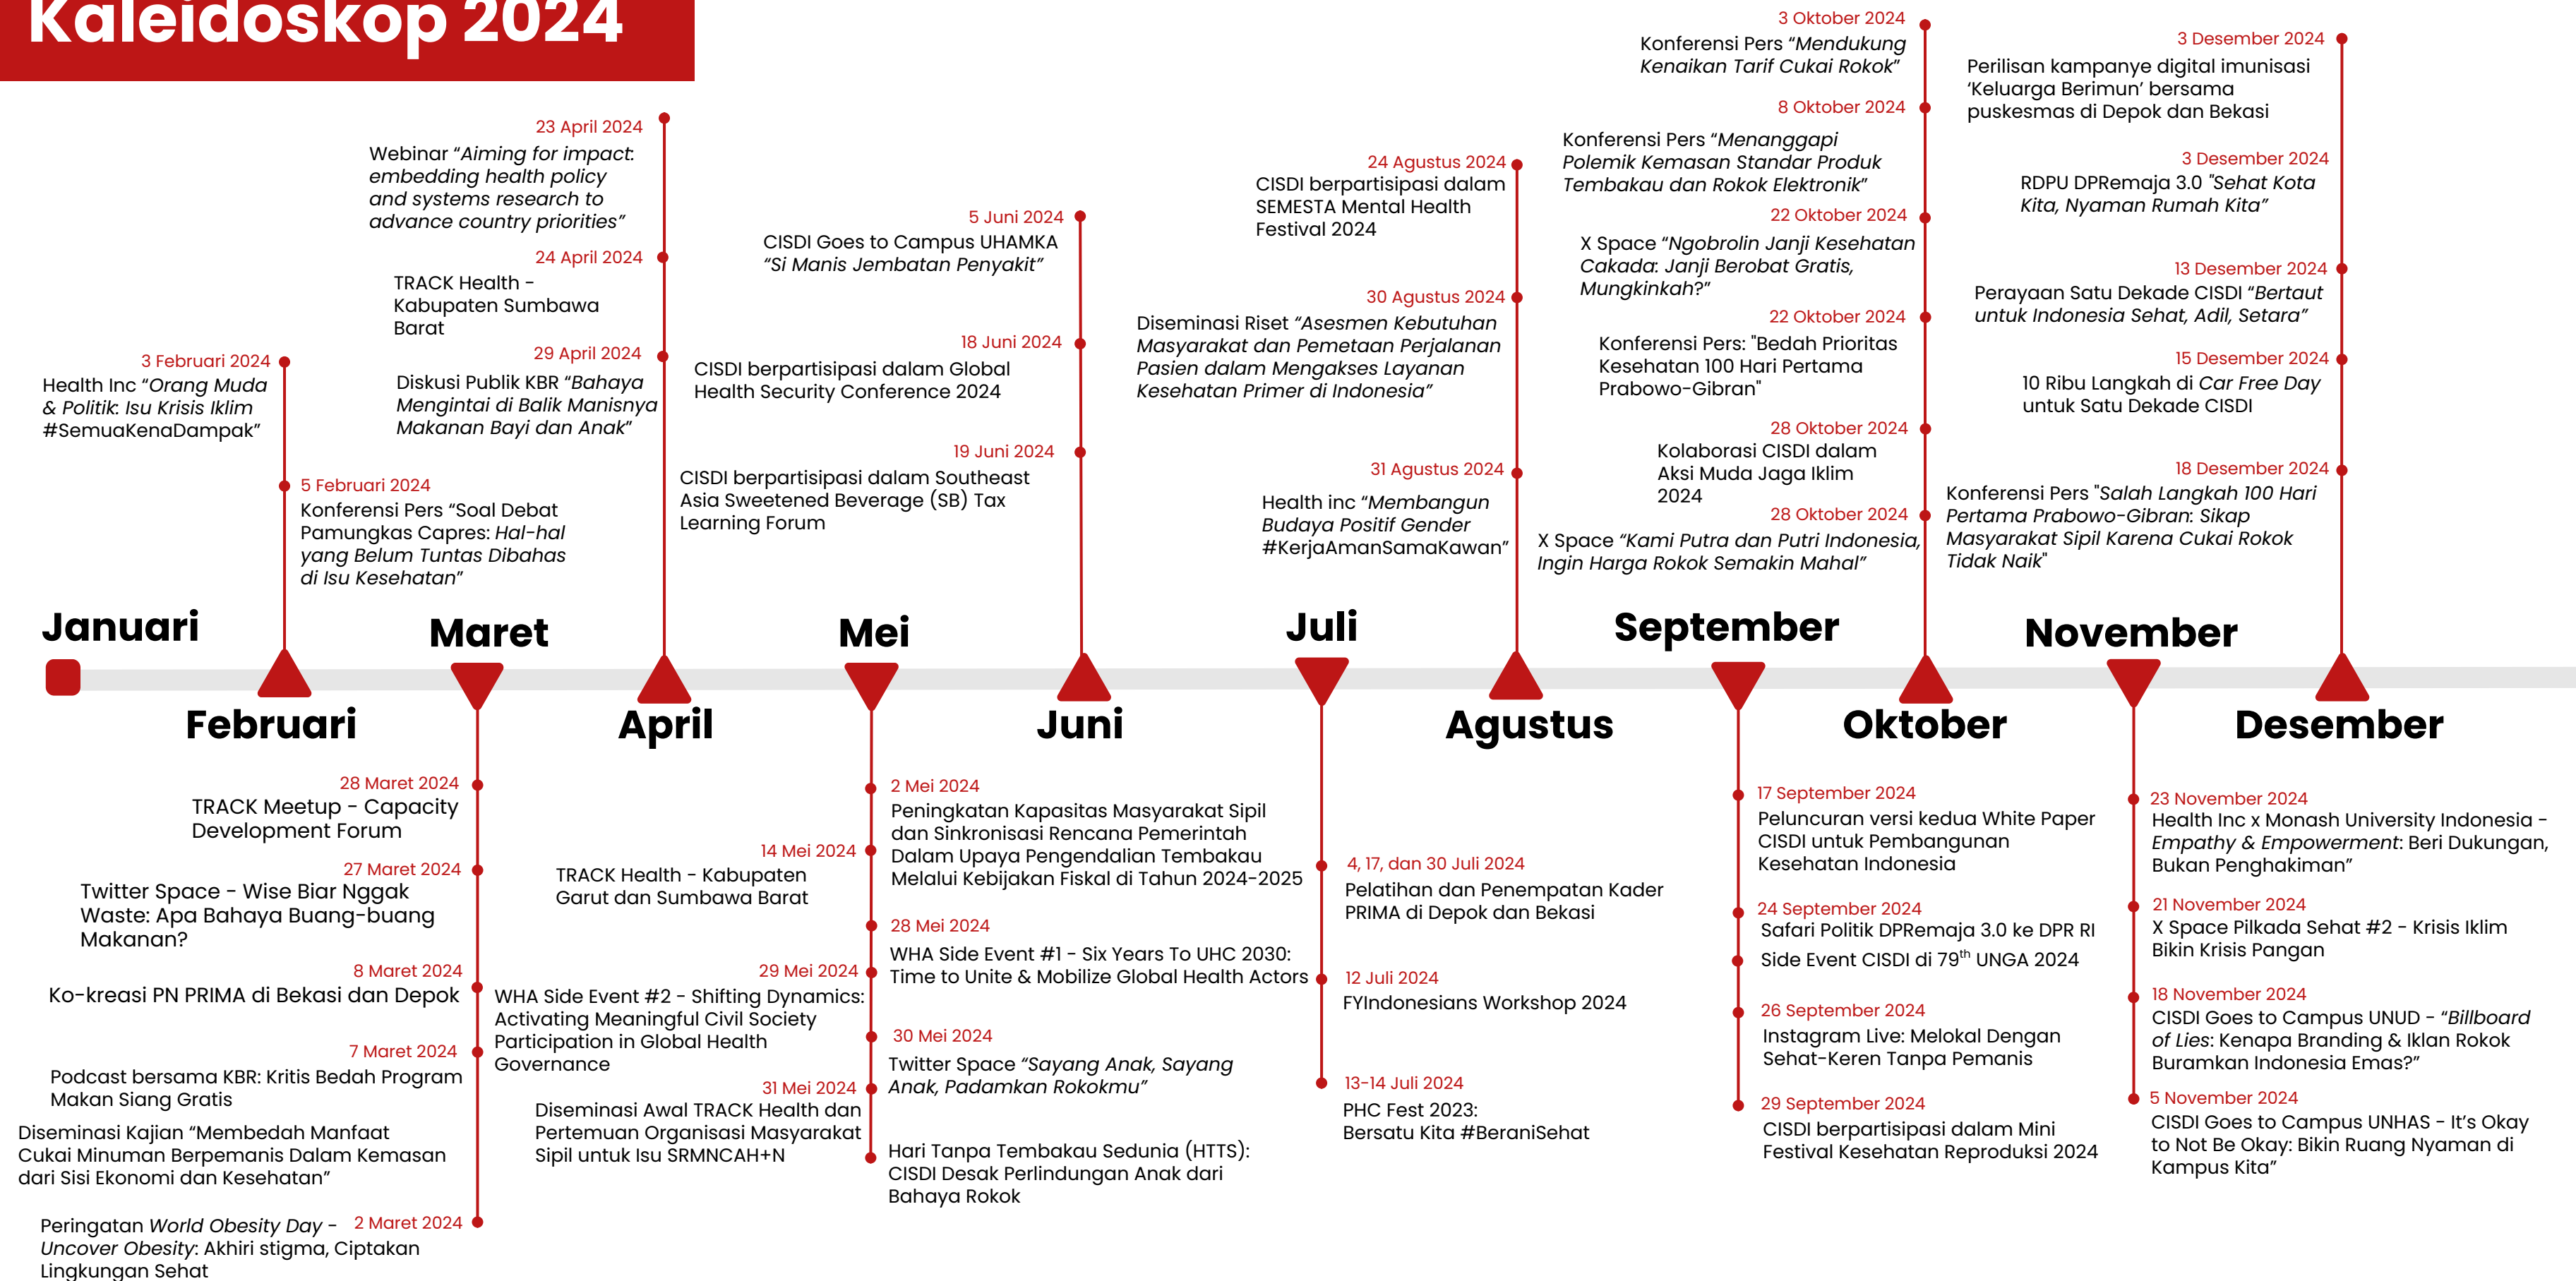 Kaleidoskop 2024
Januari
Februari
3 Februari 2024
Health Inc “Orang Muda
& Politik: Isu Krisis Iklim
#SemuaKenaDampak”
5 Februari 2024
Konferensi Pers “Soal Debat
Pamungkas Capres: Hal-hal
yang Belum Tuntas Dibahas
di Isu Kesehatan”
Maret
28 Maret 2024
TRACK Meetup - Capacity
Development Forum
27 Maret 2024
Twitter Space - Wise Biar Nggak
Waste: Apa Bahaya Buang-buang
Makanan?
8 Maret 2024
Ko-kreasi PN PRIMA di Bekasi dan Depok
7 Maret 2024
Podcast bersama KBR: Kritis Bedah Program
Makan Siang Gratis
Diseminasi Kajian “Membedah Manfaat
Cukai Minuman Berpemanis Dalam Kemasan
dari Sisi Ekonomi dan Kesehatan”
2 Maret 2024
Peringatan World Obesity Day -
Uncover Obesity: Akhiri stigma, Ciptakan
Lingkungan Sehat
April
23 April 2024
Webinar “Aiming for impact:
embedding health policy
and systems research to
advance country priorities”
24 April 2024
TRACK Health -
Kabupaten Sumbawa
Barat
29 April 2024
Diskusi Publik KBR “Bahaya
Mengintai di Balik Manisnya
Makanan Bayi dan Anak”
Mei
2 Mei 2024
Peningkatan Kapasitas Masyarakat Sipil
dan Sinkronisasi Rencana Pemerintah
Dalam Upaya Pengendalian Tembakau
Melalui Kebijakan Fiskal di Tahun 2024-2025
14 Mei 2024
TRACK Health - Kabupaten
Garut dan Sumbawa Barat
28 Mei 2024
WHA Side Event #1 - Six Years To UHC 2030:
Time to Unite & Mobilize Global Health Actors
29 Mei 2024
WHA Side Event #2 - Shifting Dynamics:
Activating Meaningful Civil Society
Participation in Global Health
Governance
30 Mei 2024
Twitter Space “Sayang Anak, Sayang
Anak, Padamkan Rokokmu”
31 Mei 2024
Diseminasi Awal TRACK Health dan
Pertemuan Organisasi Masyarakat
Sipil untuk Isu SRMNCAH+N
Hari Tanpa Tembakau Sedunia (HTTS):
CISDI Desak Perlindungan Anak dari
Bahaya Rokok
Juni
5 Juni 2024
CISDI Goes to Campus UHAMKA
“Si Manis Jembatan Penyakit”
18 Juni 2024
CISDI berpartisipasi dalam Global
Health Security Conference 2024
19 Juni 2024
CISDI berpartisipasi dalam Southeast
Asia Sweetened Beverage (SB) Tax
Learning Forum
Juli
4, 17, dan 30 Juli 2024
Pelatihan dan Penempatan Kader
PRIMA di Depok dan Bekasi
12 Juli 2024
FYIndonesians Workshop 2024
13-14 Juli 2024
PHC Fest 2023:
Bersatu Kita #BeraniSehat
Agustus
24 Agustus 2024
CISDI berpartisipasi dalam
SEMESTA Mental Health
Festival 2024
30 Agustus 2024
Diseminasi Riset “Asesmen Kebutuhan
Masyarakat dan Pemetaan Perjalanan
Pasien dalam Mengakses Layanan
Kesehatan Primer di Indonesia”
31 Agustus 2024
Health inc “Membangun
Budaya Positif Gender
#KerjaAmanSamaKawan”
September
17 September 2024
Peluncuran versi kedua White Paper
CISDI untuk Pembangunan
Kesehatan Indonesia
24 September 2024
Safari Politik DPRemaja 3.0 ke DPR RI
Side Event CISDI di 79th UNGA 2024
26 September 2024
Instagram Live: Melokal Dengan
Sehat-Keren Tanpa Pemanis
29 September 2024
CISDI berpartisipasi dalam Mini
Festival Kesehatan Reproduksi 2024
Oktober
3 Oktober 2024
Konferensi Pers “Mendukung
Kenaikan Tarif Cukai Rokok”
8 Oktober 2024
Konferensi Pers “Menanggapi
Polemik Kemasan Standar Produk
Tembakau dan Rokok Elektronik”
22 Oktober 2024
X Space “Ngobrolin Janji Kesehatan
Cakada: Janji Berobat Gratis,
Mungkinkah?”
22 Oktober 2024
Konferensi Pers: "Bedah Prioritas
Kesehatan 100 Hari Pertama
Prabowo-Gibran"
28 Oktober 2024
Kolaborasi CISDI dalam
Aksi Muda Jaga Iklim
2024
28 Oktober 2024
X Space “Kami Putra dan Putri Indonesia,
Ingin Harga Rokok Semakin Mahal”
November
23 November 2024
Health Inc x Monash University Indonesia -
Empathy & Empowerment: Beri Dukungan,
Bukan Penghakiman”
21 November 2024
X Space Pilkada Sehat #2 - Krisis Iklim
Bikin Krisis Pangan
18 November 2024
CISDI Goes to Campus UNUD - “Billboard
of Lies: Kenapa Branding & Iklan Rokok
Buramkan Indonesia Emas?”
5 November 2024
CISDI Goes to Campus UNHAS - It’s Okay
to Not Be Okay: Bikin Ruang Nyaman di
Kampus Kita”
Desember
3 Desember 2024
Perilisan kampanye digital imunisasi
‘Keluarga Berimun’ bersama
puskesmas di Depok dan Bekasi
3 Desember 2024
RDPU DPRemaja 3.0 "Sehat Kota
Kita, Nyaman Rumah Kita”
13 Desember 2024
Perayaan Satu Dekade CISDI “Bertaut
untuk Indonesia Sehat, Adil, Setara”
15 Desember 2024
10 Ribu Langkah di Car Free Day
untuk Satu Dekade CISDI
18 Desember 2024
Konferensi Pers "Salah Langkah 100 Hari
Pertama Prabowo-Gibran: Sikap
Masyarakat Sipil Karena Cukai Rokok
Tidak Naik"